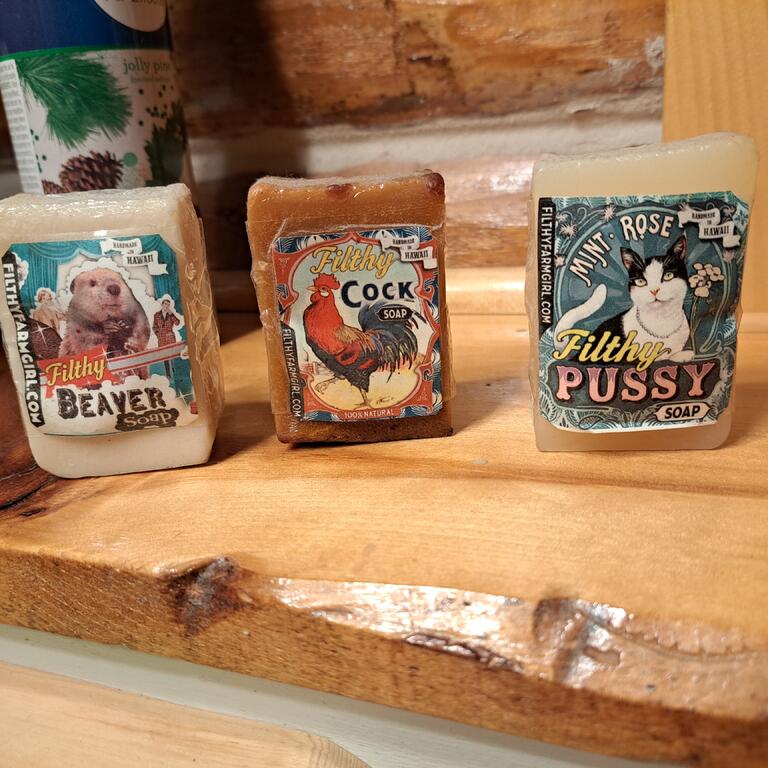 jolly pine
HANDMADE IN
HAWAII
FILTHYFARMGIRL.COM
Filthy
BEAVER
Soap
HANDMADE IN
HAWAII
Filthy
COCK
SOAP
FILTHYFARMGIRL.COM
100% NATURAL
FILTHYFARMGIRL.COM
MINT. ROSE
HANDMADE IN
HAWAII
Filthy
PUSSY
SOAP